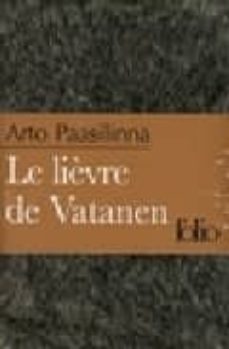 Arto Paasilinna
Le lièvre
de Vatanen
folio